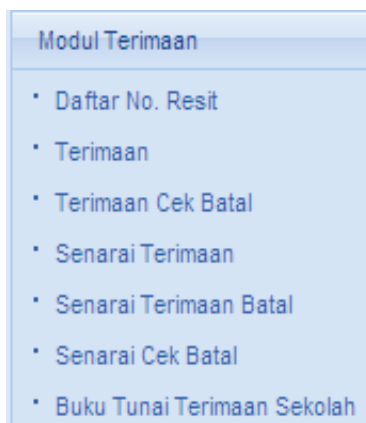 Modul Terimaan
Daftar No. Resit
Terimaan
Terimaan Cek Batal
Senarai Terimaan
Senarai Terimaan Batal
Senarai Cek Batal
Buku Tunai Terimaan Sekolah